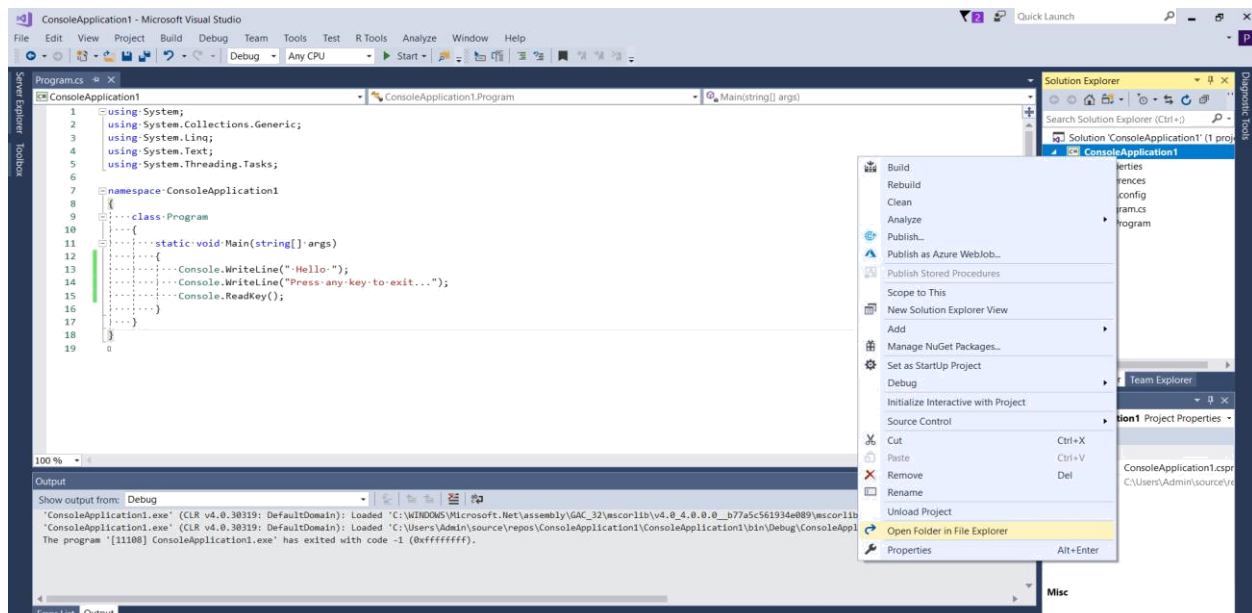 ConsoleApplication1 - Microsoft Visual Studio
2
Quick Launch
File Edit View Project Build Debug Team Tools Test R Tools Analyze Window Help
P
Debug Any CPU Start
Server Explorer
Toolbox
Program.cs
ConsoleApplication1 ConsoleApplication1.Program Main(string[] args)
1 using System;
2 using System.Collections.Generic;
3 using System.Linq;
4 using System.Text;
5 using System.Threading.Tasks;
6
7 namespace ConsoleApplication1
8 {
9 class Program
10 {
11 static void Main(string[] args)
12 {
13 Console.WriteLine(" Hello ");
14 Console.WriteLine("Press any key to exit...");
15 Console.ReadKey();
16 }
17 }
18 }
19
100 %
Build
Rebuild
Clean
Analyze
Publish...
Publish as Azure WebJob...
Publish Stored Procedures
Scope to This
New Solution Explorer View
Add
Manage NuGet Packages...
Set as StartUp Project
Debug
Initialize Interactive with Project
Source Control
Cut Ctrl+X
Paste Ctrl+V
Remove Del
Rename
Unload Project
Open Folder in File Explorer
Properties Alt+Enter
Solution Explorer
Search Solution Explorer (Ctrl+;)
Solution 'ConsoleApplication1' (1 proj
ConsoleApplication1
erties
rences
.config
ram.cs
rogram
Team Explorer
tion1 Project Properties
ConsoleApplication1.cspr
C:\Users\Admin\source\re
Misc
Diagnostic Tools
Output
Show output from: Debug
'ConsoleApplication1.exe' (CLR v4.0.30319: DefaultDomain): Loaded 'C:\WINDOWS\Microsoft.Net\assembly\GAC_32\mscorlib\v4.0_4.0.0.0__b77a5c561934e089\mscorlib
'ConsoleApplication1.exe' (CLR v4.0.30319: DefaultDomain): Loaded 'C:\Users\Admin\source\repos\ConsoleApplication1\ConsoleApplication1\bin\Debug\ConsoleAppl
The program '[11108] ConsoleApplication1.exe' has exited with code -1 (0xffffffff).
Error List Output